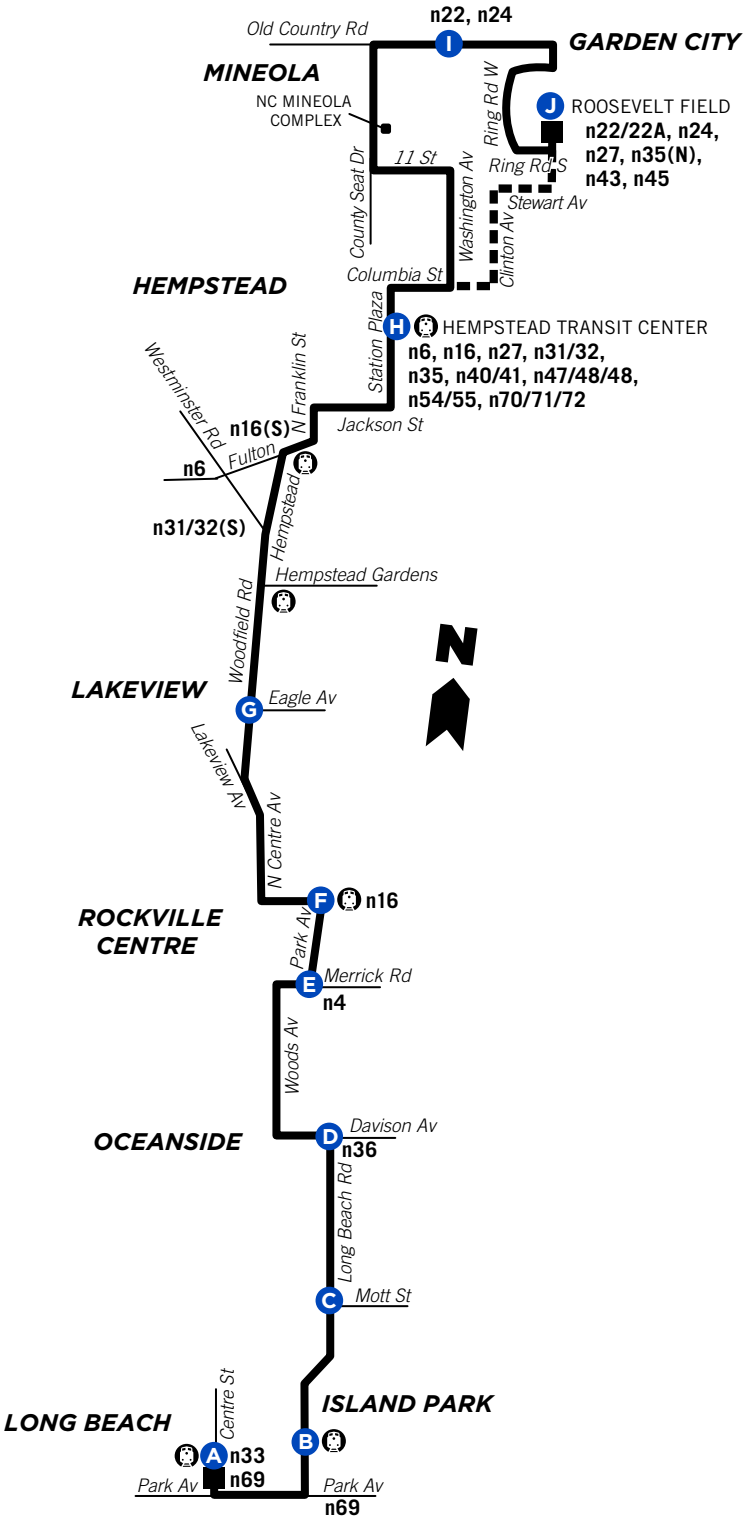 n22, n24
Old Country Rd
I
GARDEN CITY
MINEOLA
NC MINEOLA
COMPLEX
Ring Rd W
J
ROOSEVELT FIELD
n22/22A, n24,
n27, n35(N),
n43, n45
11 St
Ring Rd S
County Seat Dr
Washington Av
Stewart Av
Clinton Av
Columbia St
HEMPSTEAD
Station Plaza
H
HEMPSTEAD TRANSIT CENTER
n6, n16, n27, n31/32,
n35, n40/41, n47/48/48,
n54/55, n70/71/72
Westminster Rd
N Franklin St
n16(S)
Jackson St
Fulton
n6
Hempstead
n31/32(S)
Hempstead Gardens
Woodfield Rd
N
LAKEVIEW
G
Eagle Av
Lakeview Av
N Centre Av
F
n16
ROCKVILLE
CENTRE
Park Av
E
Merrick Rd
n4
Woods Av
OCEANSIDE
D
Davison Av
n36
Long Beach Rd
C
Mott St
Centre St
ISLAND PARK
LONG BEACH
B
A
n33
n69
Park Av
Park Av
n69